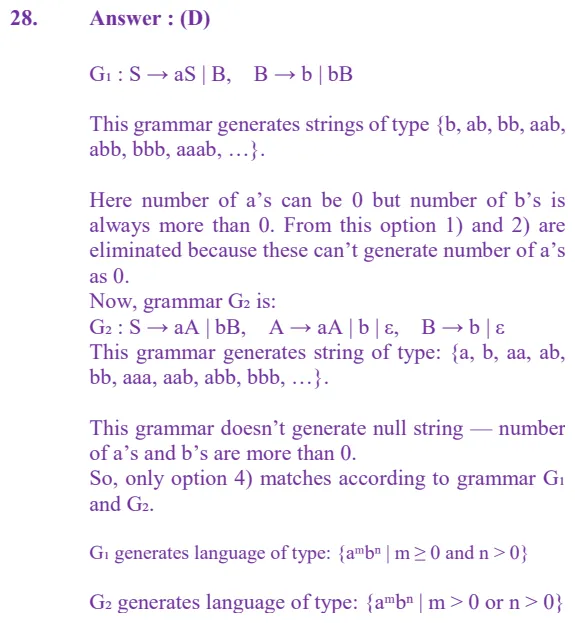 28. Answer : (D)
G₁ : S → aS | B, B → b | bB
This grammar generates strings of type {b, ab, bb, aab,
abb, bbb, aaab, …}.
Here number of a’s can be 0 but number of b’s is
always more than 0. From this option 1) and 2) are
eliminated because these can’t generate number of a’s
as 0.
Now, grammar G₂ is:
G₂ : S → aA | bB, A → aA | b | ε, B → b | ε
This grammar generates string of type: {a, b, aa, ab,
bb, aaa, aab, abb, bbb, …}.
This grammar doesn’t generate null string — number
of a’s and b’s are more than 0.
So, only option 4) matches according to grammar G₁
and G₂.
G₁ generates language of type: {aᵐbⁿ | m ≥ 0 and n > 0}
G₂ generates language of type: {aᵐbⁿ | m > 0 or n > 0}